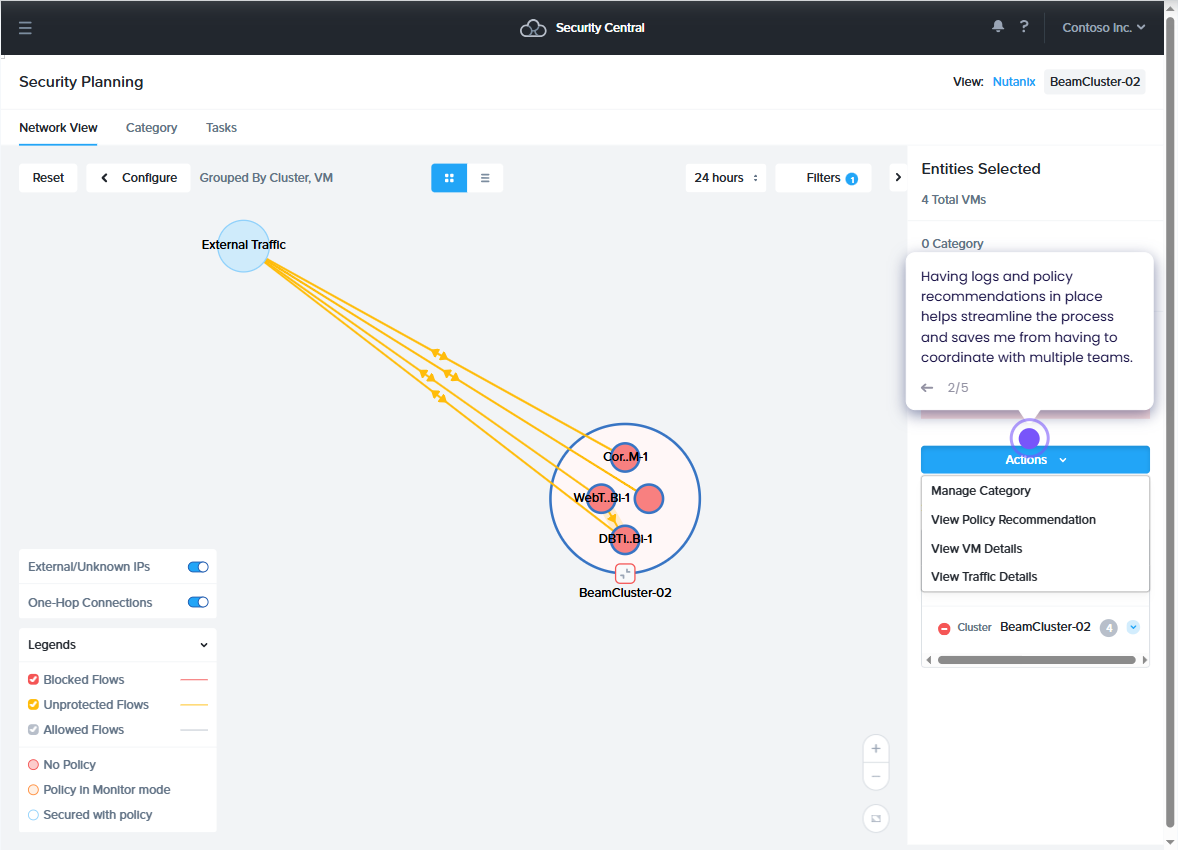 Security Central
?
Contoso Inc.
Security Planning
View: Nutanix BeamCluster-02
Network View Category Tasks
Reset
Configure
Grouped By Cluster, VM
24 hours
Filters 1
Entities Selected
4 Total VMs
0 Category
Having logs and policy
recommendations in place
helps streamline the process
and saves me from having to
coordinate with multiple teams.
2/5
Actions
Manage Category
View Policy Recommendation
View VM Details
View Traffic Details
Cluster BeamCluster-02 4
External Traffic
Cor..M-1
WebT..BI-1
DBTI..BI-1
BeamCluster-02
External/Unknown IPs
One-Hop Connections
Legends
Blocked Flows
Unprotected Flows
Allowed Flows
No Policy
Policy in Monitor mode
Secured with policy